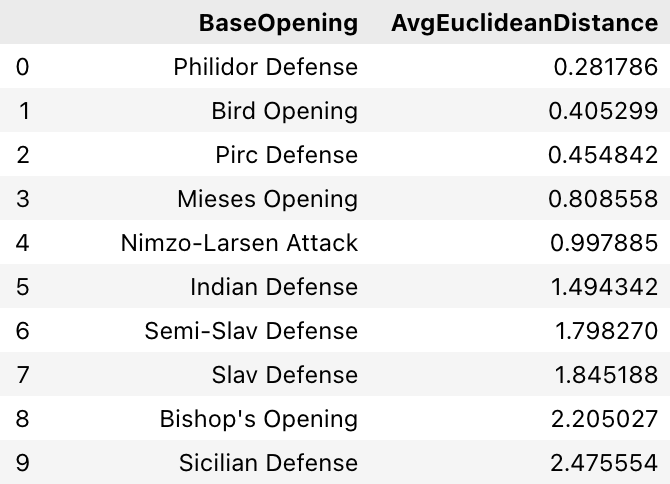 BaseOpening AvgEuclideanDistance
0 Philidor Defense 0.281786
1 Bird Opening 0.405299
2 Pirc Defense 0.454842
3 Mieses Opening 0.808558
4 Nimzo-Larsen Attack 0.997885
5 Indian Defense 1.494342
6 Semi-Slav Defense 1.798270
7 Slav Defense 1.845188
8 Bishop's Opening 2.205027
9 Sicilian Defense 2.475554